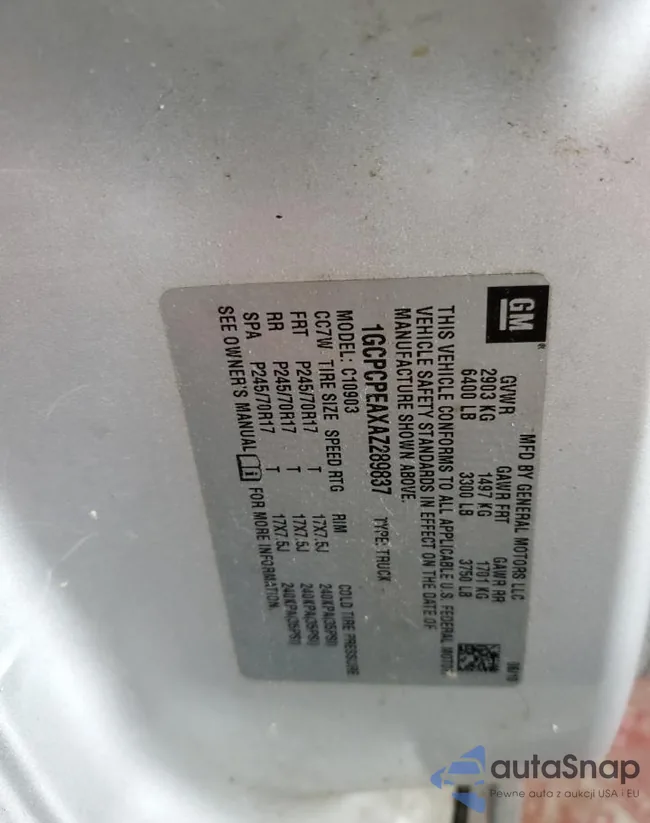 GM
MFD BY GENERAL MOTORS LLC
GVWR GAWR FRT GAWR RR
2903 KG 1497 KG 1701 KG
6400 LB 3300 LB 3750 LB
THIS VEHICLE CONFORMS TO ALL APPLICABLE U.S. FEDERAL MOTOR
VEHICLE SAFETY STANDARDS IN EFFECT ON THE DATE OF
MANUFACTURE SHOWN ABOVE.
1GCPCPEAXAZ289837 TYPE: TRUCK
MODEL: C10903
CC7W TIRE SIZE SPEED RTG RIM COLD TIRE PRESSURE
FRT P245/70R17 T 17X7.5J 240KPA(35PSI)
RR P245/70R17 T 17X7.5J 240KPA(35PSI)
SPA P245/70R17 T 17X7.5J 240KPA(35PSI)
SEE OWNER'S MANUAL FOR MORE INFORMATION.
autaSnap
Pewne auta z aukcji USA i EU